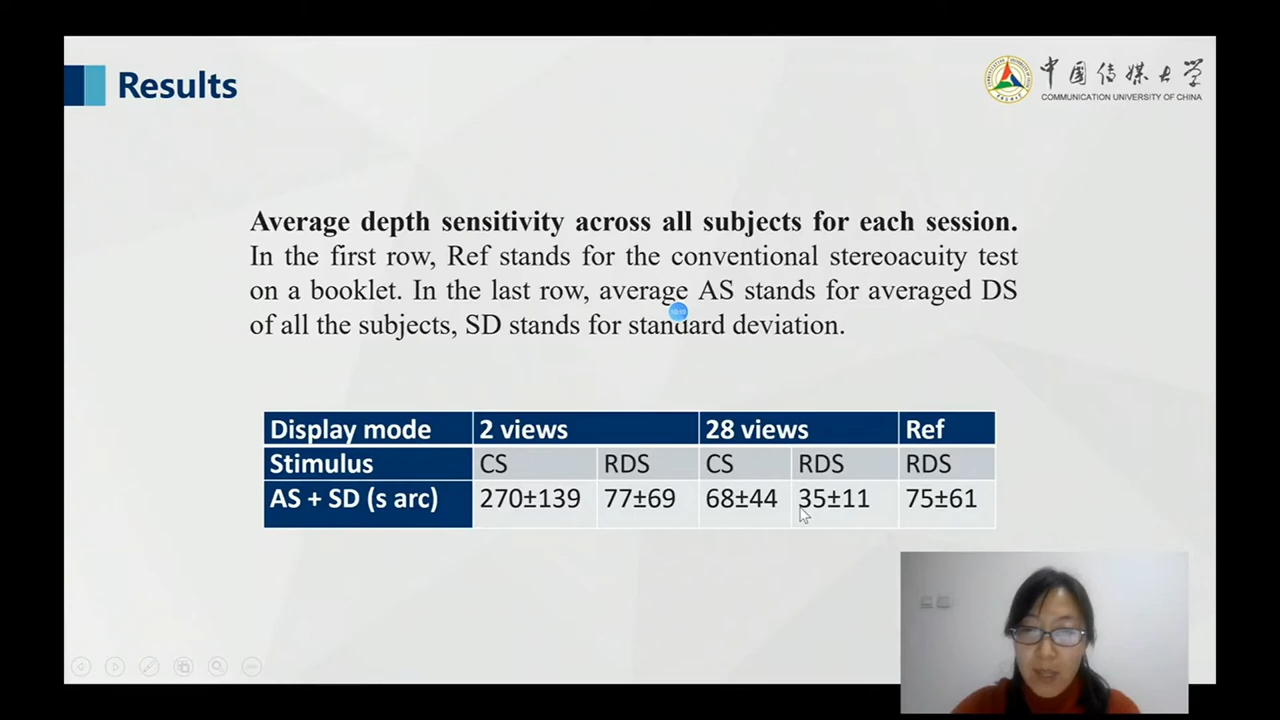 Results
中国传媒大学
COMMUNICATION UNIVERSITY OF CHINA
Average depth sensitivity across all subjects for each session.
In the first row, Ref stands for the conventional stereoacuity test
on a booklet. In the last row, average AS stands for averaged DS
of all the subjects, SD stands for standard deviation.
Display mode 2 views 28 views Ref
Stimulus CS RDS CS RDS RDS
AS + SD (s arc) 270±139 77±69 68±44 35±11 75±61